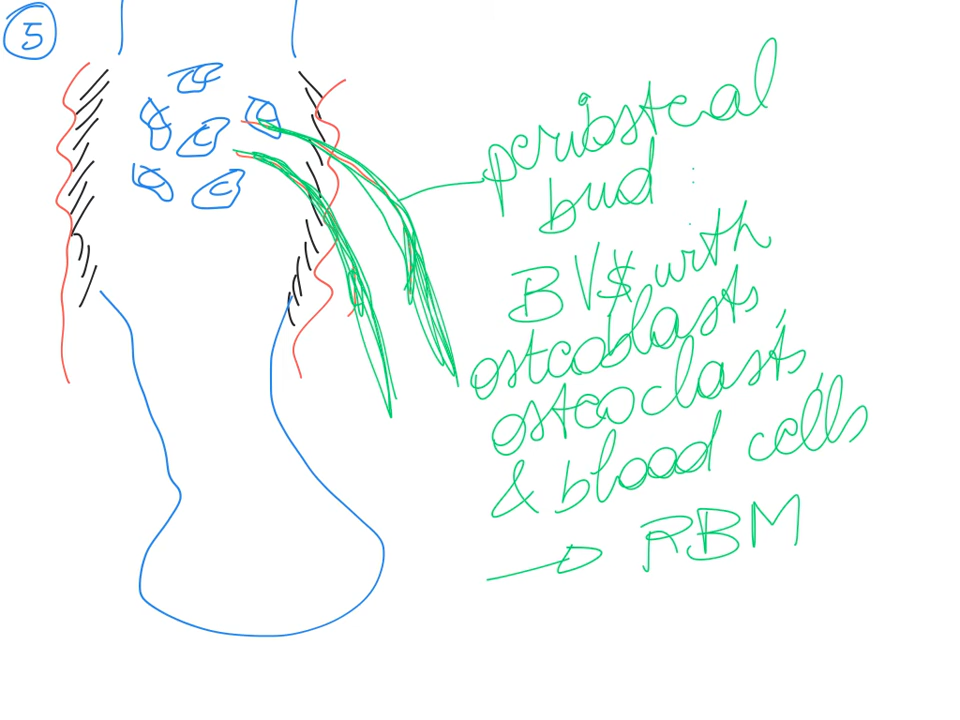 5
periosteal
bud :
BVs with
osteoblasts,
osteoclasts,
& blood cells
→ RBM